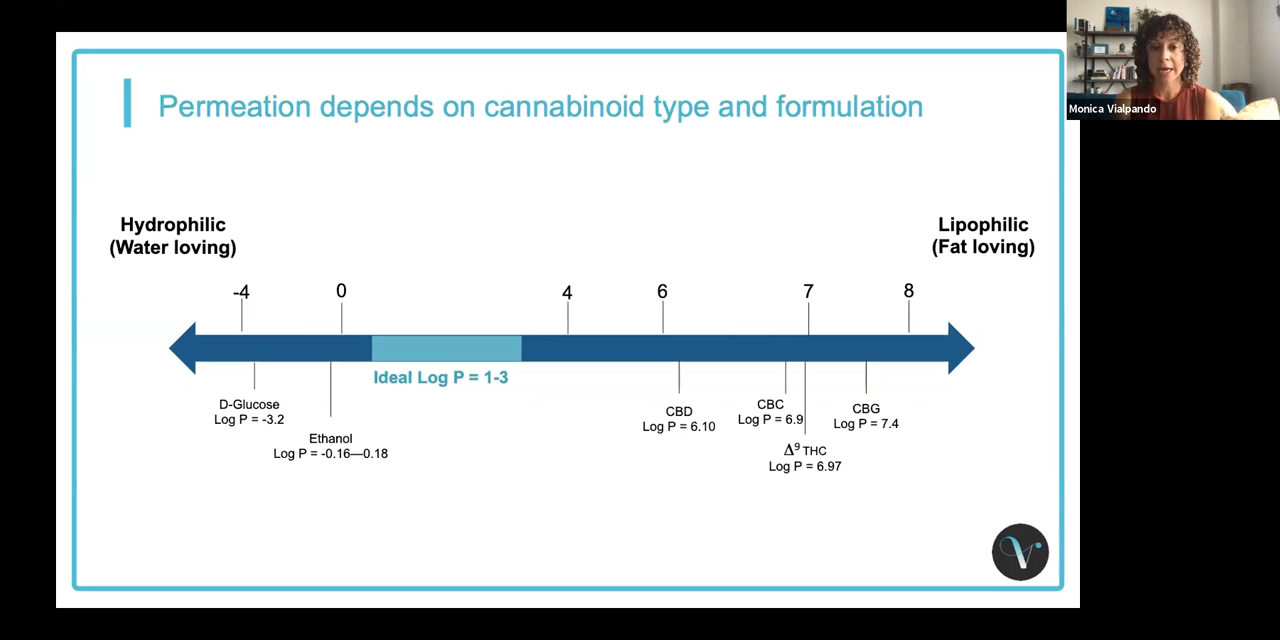 Permeation depends on cannabinoid type and formulation
Monica Vialpando
Hydrophilic
(Water loving)
Lipophilic
(Fat loving)
-4
0
4
6
7
8
Ideal Log P = 1-3
D-Glucose
Log P = -3.2
Ethanol
Log P = -0.16—0.18
CBD
Log P = 6.10
CBC
Log P = 6.9
Δ⁹ THC
Log P = 6.97
CBG
Log P = 7.4
V